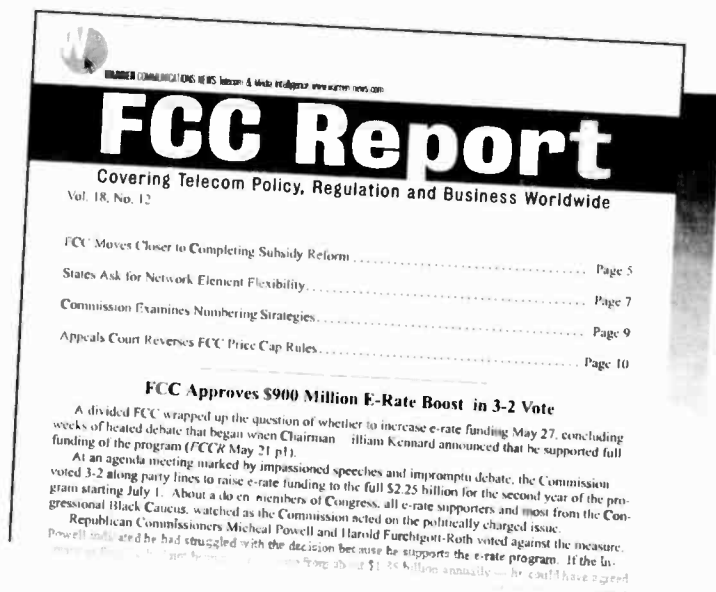 WARREN COMMUNICATIONS NEWS Telecom & Media Intelligence www.warren-news.com
FCC Report
Covering Telecom Policy, Regulation and Business Worldwide
Vol. 18, No. 12
FCC Moves Closer to Completing Subsidy Reform Page 5
States Ask for Network Element Flexibility Page 7
Commission Examines Numbering Strategies Page 9
Appeals Court Reverses FCC Price Cap Rules Page 10
FCC Approves $900 Million E-Rate Boost in 3-2 Vote
A divided FCC wrapped up the question of whether to increase e-rate funding May 27, concluding
weeks of heated debate that began when Chairman illiam Kennard announced that he supported full
funding of the program (FCCR May 21 p1).
At an agenda meeting marked by impassioned speeches and impromptu debate, the Commission
voted 3-2 along party lines to raise e-rate funding to the full $2.25 billion for the second year of the pro-
gram starting July 1. About a do en members of Congress, all e-rate supporters and most from the Con-
gressional Black Caucus, watched as the Commission acted on the politically charged issue.
Republican Commissioners Micheal Powell and Harold Furchtgott-Roth voted against the measure.
Powell indicated he had struggled with the decision because he supports the e-rate program. If the In-
from about billion annually he could have agreed